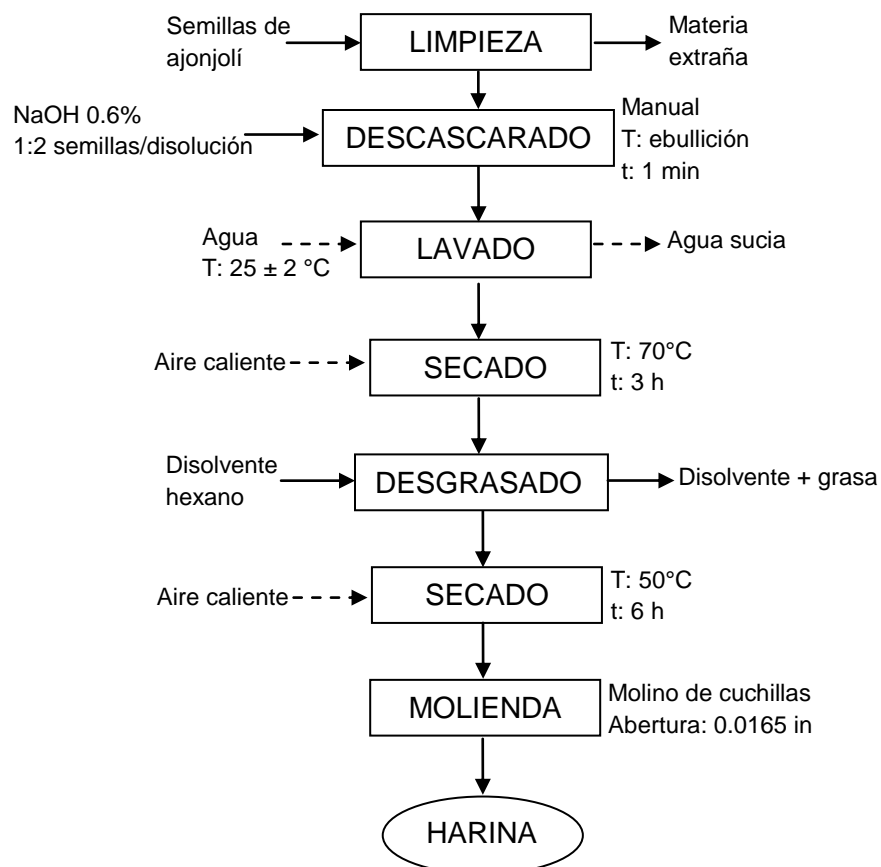 Semillas de
ajonjolí
LIMPIEZA
Materia
extraña
NaOH 0.6%
1:2 semillas/disolución
DESCASCARADO
Manual
T: ebullición
t: 1 min
Agua
T: 25 ± 2 °C
LAVADO
Agua sucia
Aire caliente
SECADO
T: 70°C
t: 3 h
Disolvente
hexano
DESGRASADO
Disolvente + grasa
Aire caliente
SECADO
T: 50°C
t: 6 h
MOLIENDA
Molino de cuchillas
Abertura: 0.0165 in
HARINA